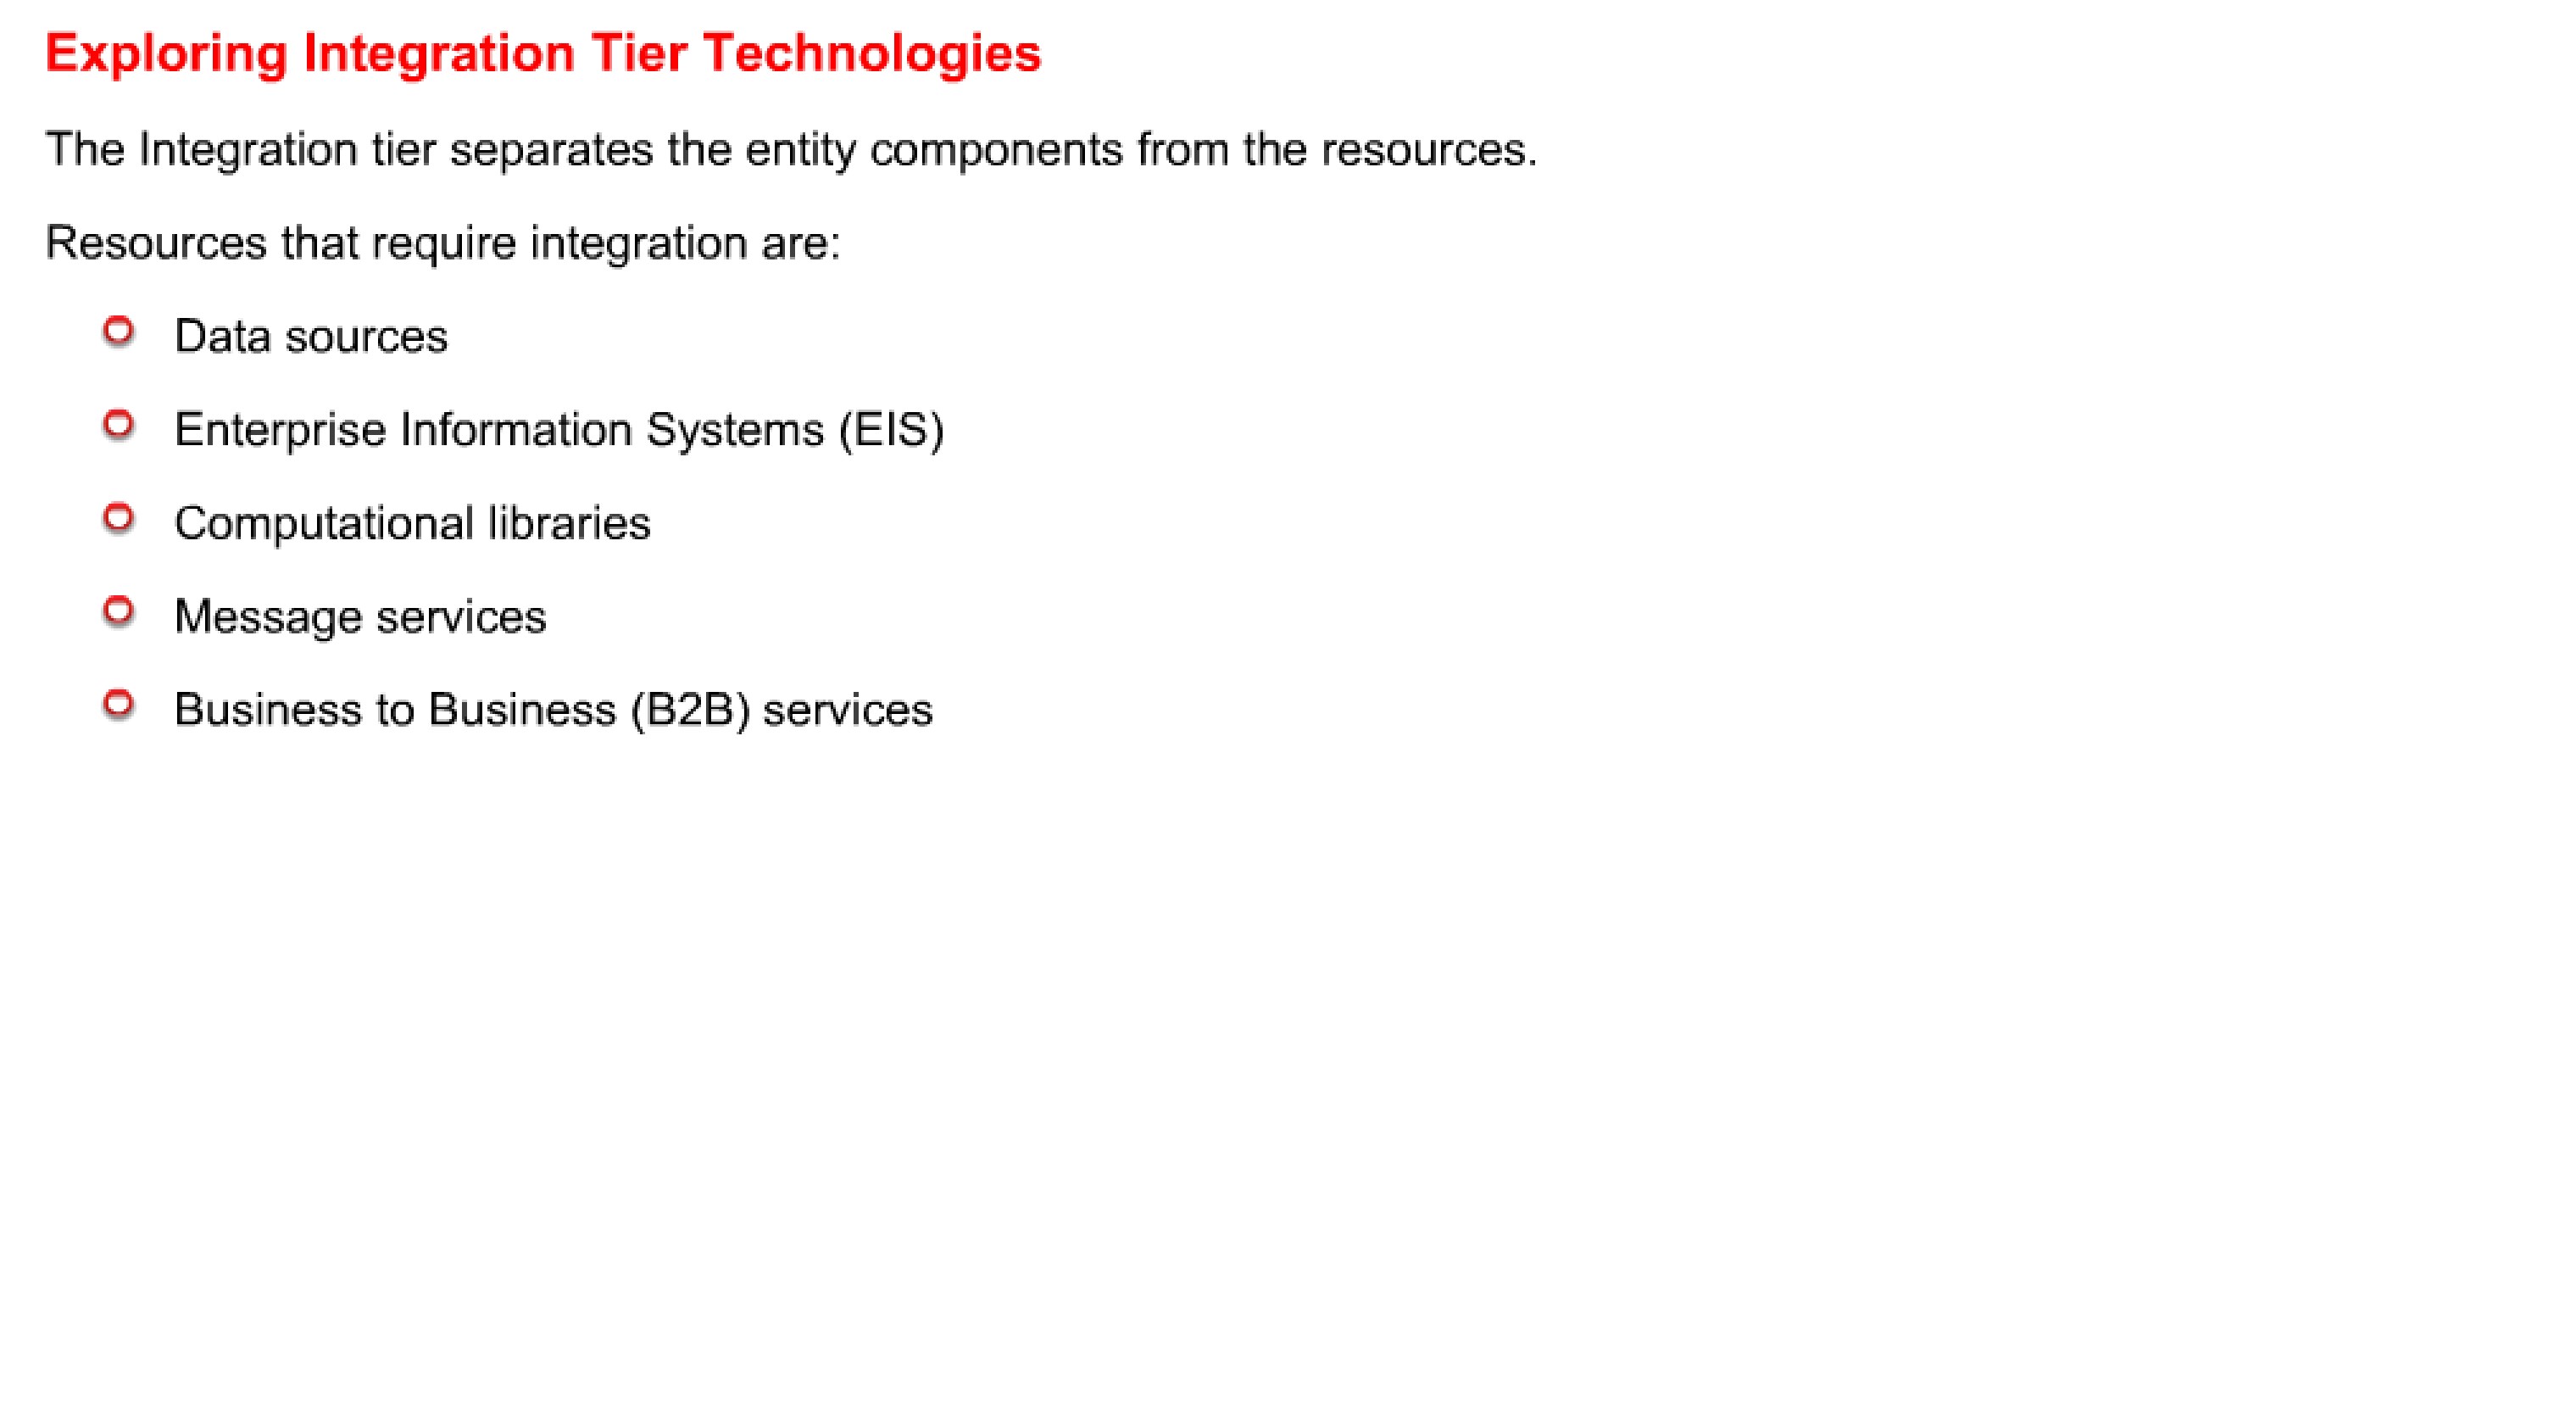 Exploring Integration Tier Technologies
The Integration tier separates the entity components from the resources.
Resources that require integration are:
Data sources
Enterprise Information Systems (EIS)
Computational libraries
Message services
Business to Business (B2B) services